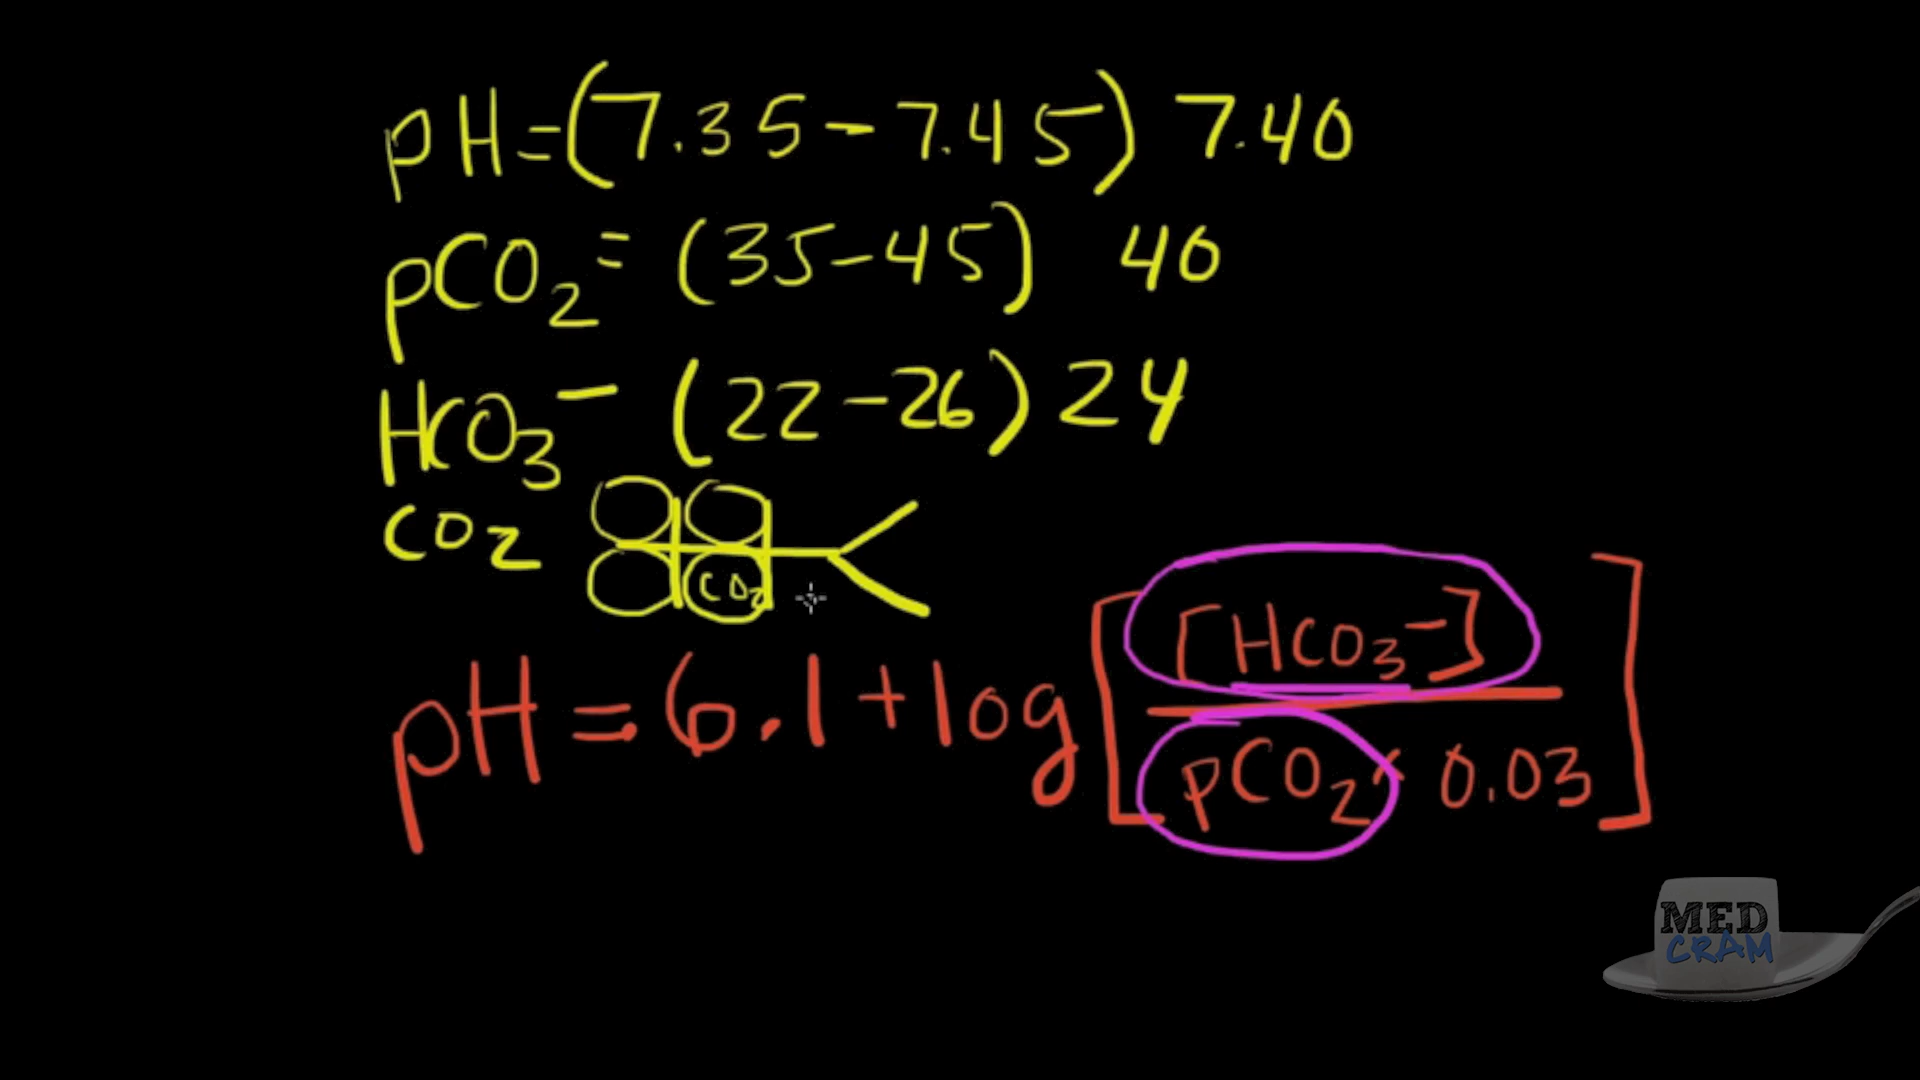 pH=(7.35-7.45) 7.40
pCO₂= (35-45) 40
HCO₃⁻ (22-26) 24
CO₂
CO₂
pH=6.1+log[[HCO₃⁻]
pCO₂× 0.03]
MED
CRAM